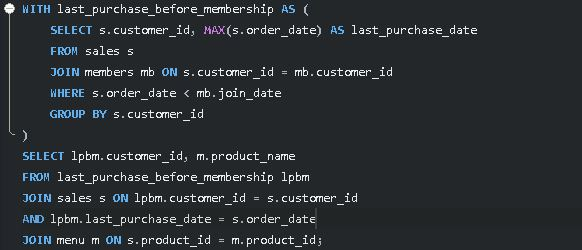 WITH last_purchase_before_membership AS (
SELECT s.customer_id, MAX(s.order_date) AS last_purchase_date
FROM sales s
JOIN members mb ON s.customer_id = mb.customer_id
WHERE s.order_date < mb.join_date
GROUP BY s.customer_id
)
SELECT lpbm.customer_id, m.product_name
FROM last_purchase_before_membership lpbm
JOIN sales s ON lpbm.customer_id = s.customer_id
AND lpbm.last_purchase_date = s.order_date
JOIN menu m ON s.product_id = m.product_id;